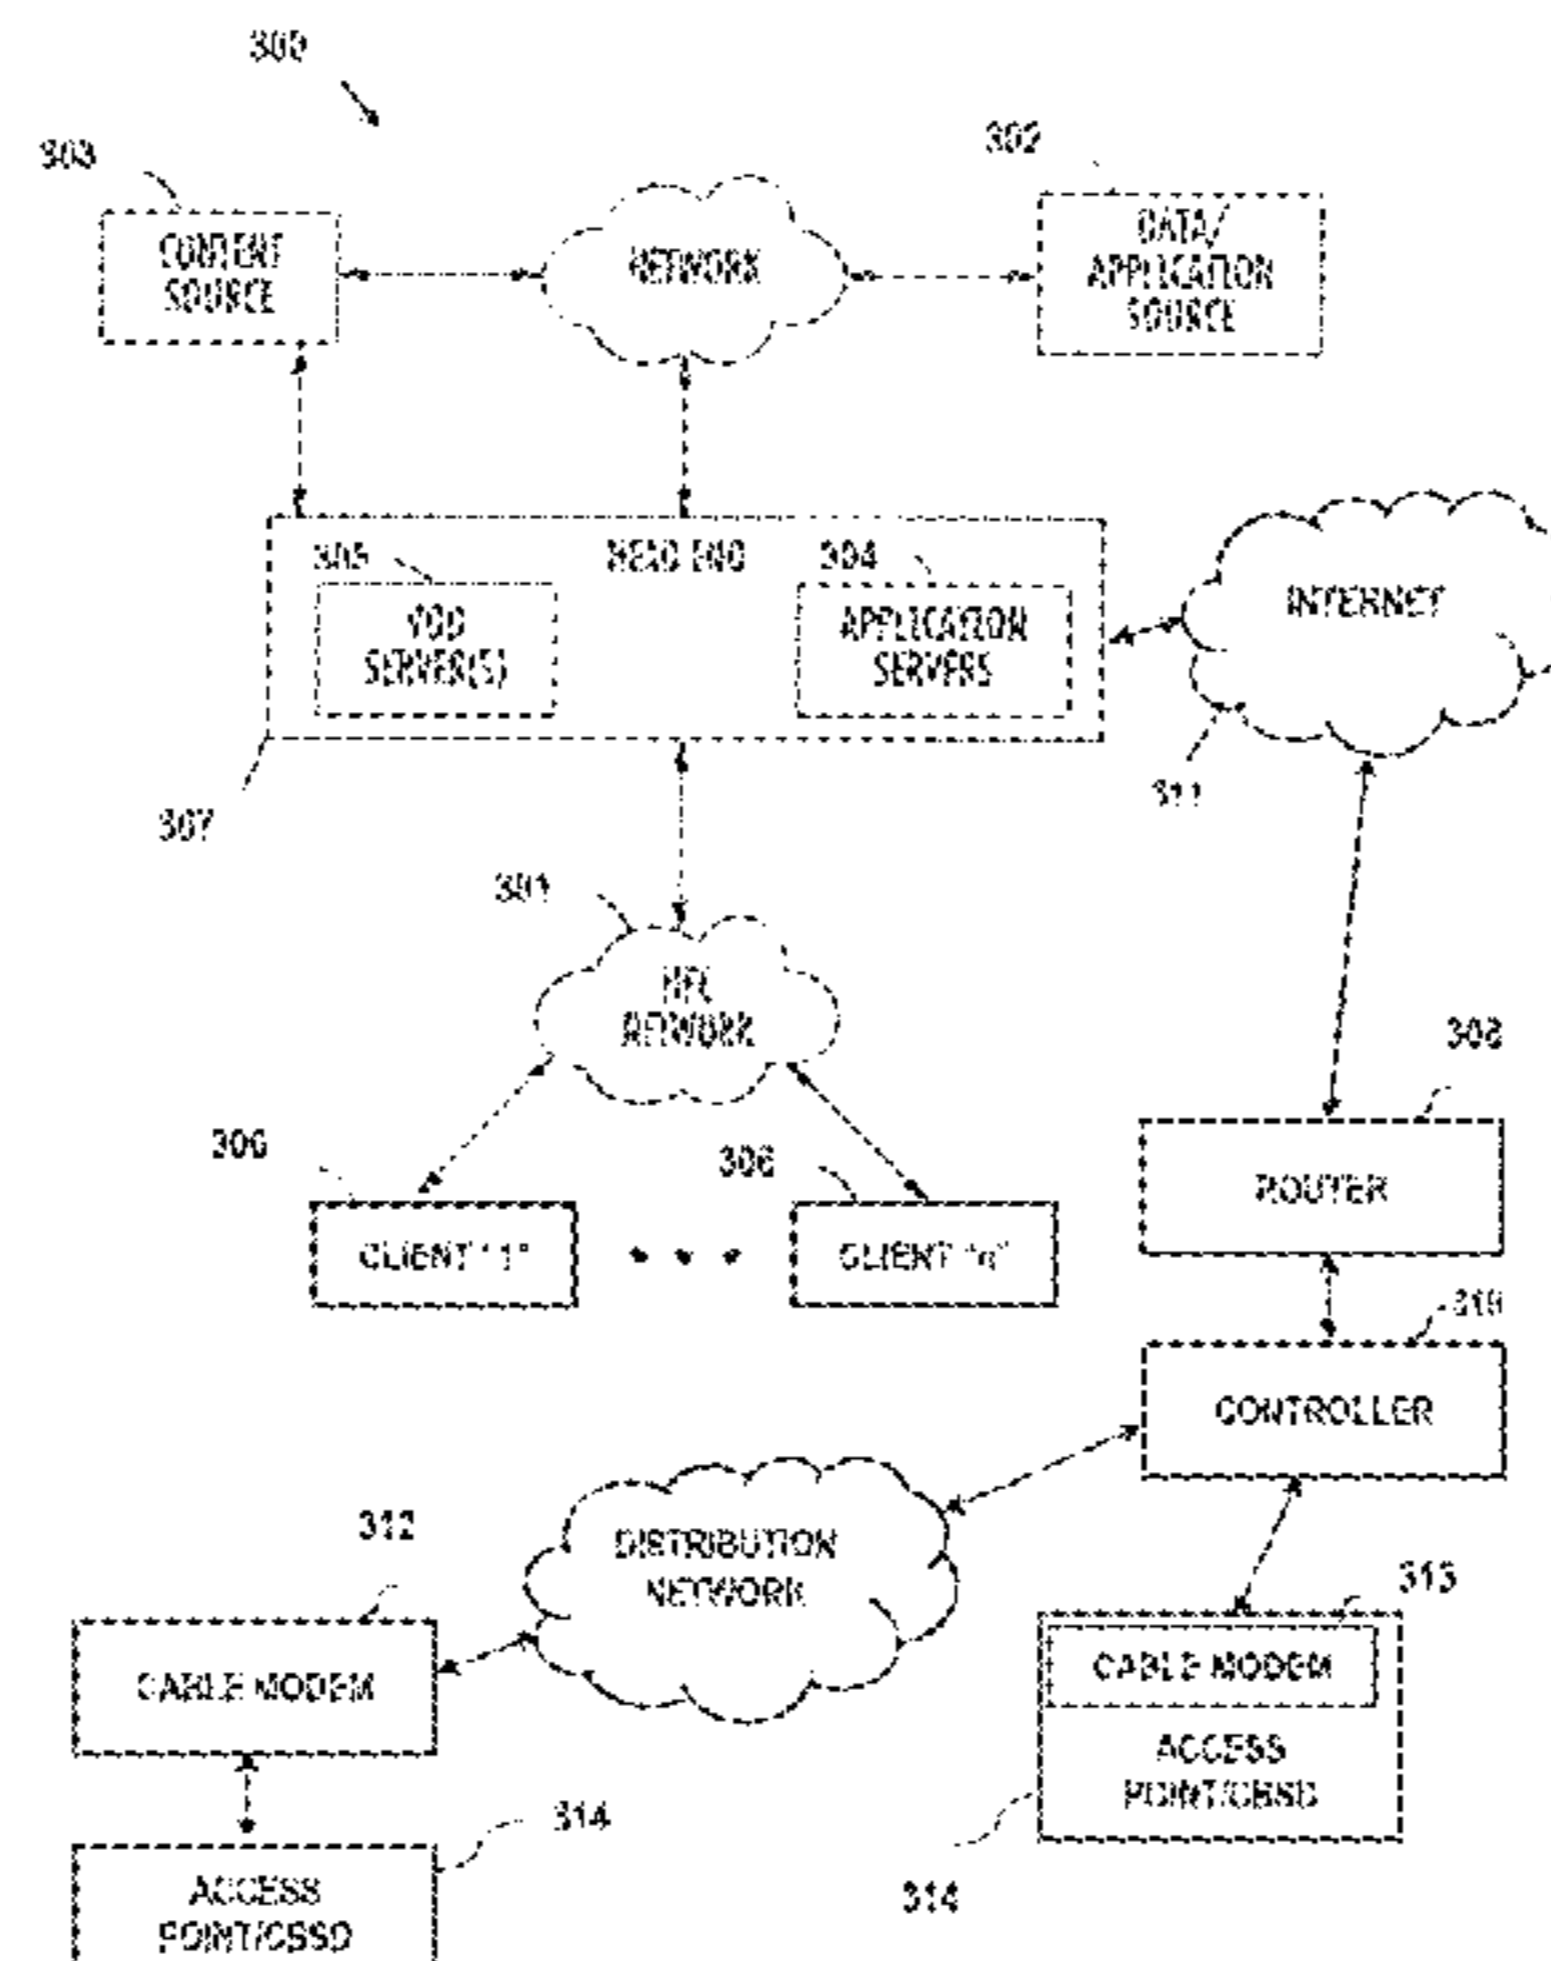 300
303
302
CONTENT
SOURCE
NETWORK
DATA/
APPLICATION
SOURCE
305
HEAD END
304
VOD
SERVER(S)
APPLICATION
SERVERS
INTERNET
307
311
301
HFC
NETWORK
308
306
306
ROUTER
CLIENT "1"
CLIENT "n"
CONTROLLER
312
DISTRIBUTION
NETWORK
313
CABLE MODEM
CABLE MODEM
ACCESS
POINT/CBSD
314
314
ACCESS
POINT/CBSD